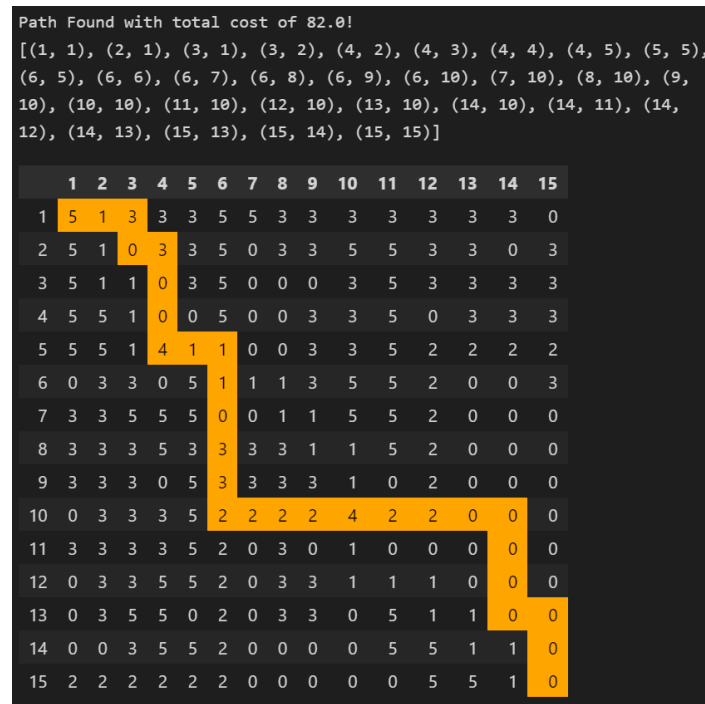 Path Found with total cost of 82.0!
[(1, 1), (2, 1), (3, 1), (3, 2), (4, 2), (4, 3), (4, 4), (4, 5), (5, 5),
(6, 5), (6, 6), (6, 7), (6, 8), (6, 9), (6, 10), (7, 10), (8, 10), (9,
10), (10, 10), (11, 10), (12, 10), (13, 10), (14, 10), (14, 11), (14,
12), (14, 13), (15, 13), (15, 14), (15, 15)]
1 2 3 4 5 6 7 8 9 10 11 12 13 14 15
1 5 1 3 3 3 5 5 3 3 3 3 3 3 3 0
2 5 1 0 3 3 5 0 3 3 5 5 3 3 0 3
3 5 1 1 0 3 5 0 0 0 3 5 3 3 3 3
4 5 5 1 0 0 5 0 0 3 3 5 0 3 3 3
5 5 5 1 4 1 1 0 0 3 3 5 2 2 2 2
6 0 3 3 0 5 1 1 1 3 5 5 2 0 0 3
7 3 3 5 5 5 0 0 1 1 5 5 2 0 0 0
8 3 3 3 5 3 3 3 3 1 1 5 2 0 0 0
9 3 3 3 0 5 3 3 3 3 1 0 2 0 0 0
10 0 3 3 3 5 2 2 2 2 4 2 2 0 0 0
11 3 3 3 3 5 2 0 3 0 1 0 0 0 0 0
12 0 3 3 5 5 2 0 3 3 1 1 1 0 0 0
13 0 3 5 5 0 2 0 3 3 0 5 1 1 0 0
14 0 0 3 5 5 2 0 0 0 0 5 5 1 1 0
15 2 2 2 2 2 2 0 0 0 0 0 5 5 1 0